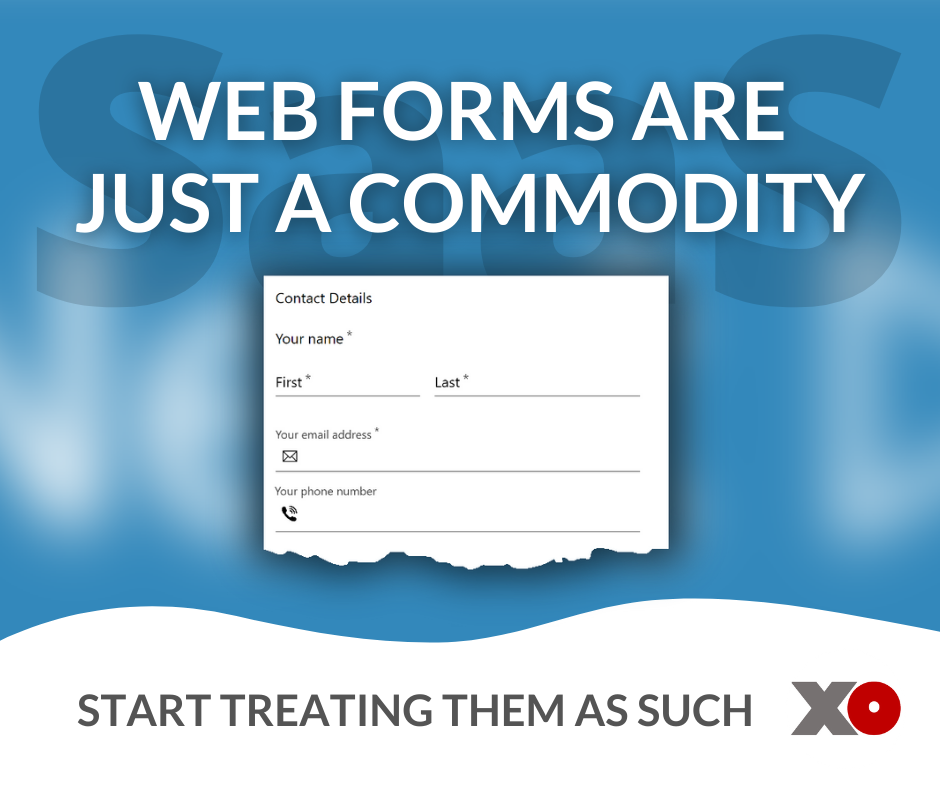 SaaS
WEB FORMS ARE
JUST A COMMODITY
Contact Details
Your name *
First * Last *
Your email address *
Your phone number
START TREATING THEM AS SUCH
XO